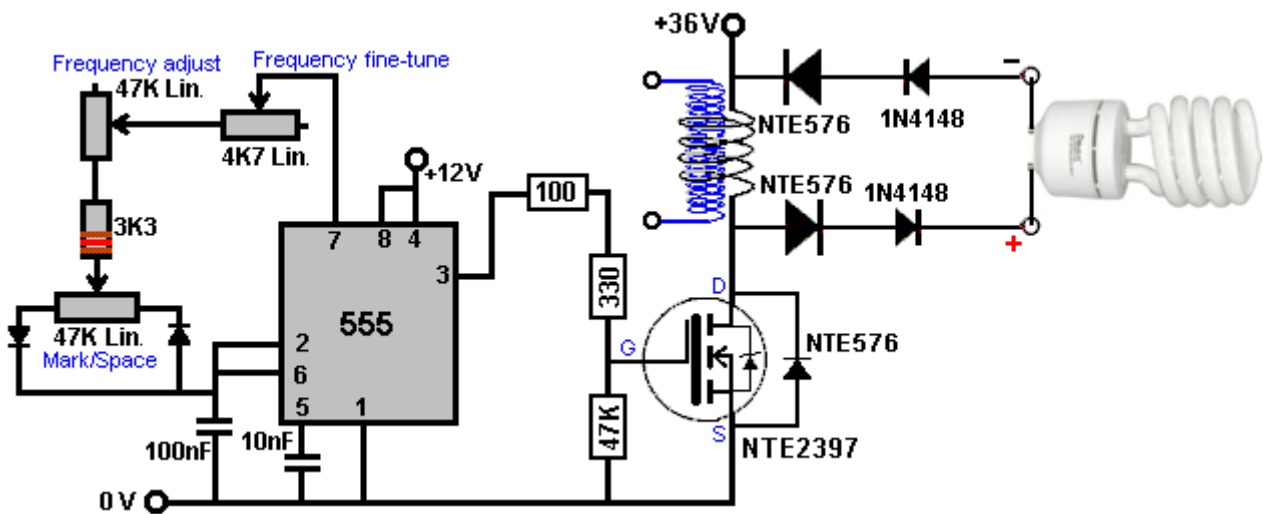 +36V
Frequency adjust
47K Lin.
Frequency fine-tune
4K7 Lin.
3K3
47K Lin.
Mark/Space
+12V
7
8
4
3
555
2
6
5
1
100nF
10nF
0 V
100
330
47K
G
D
S
NTE2397
NTE576
NTE576
1N4148
−
NTE576
1N4148
+